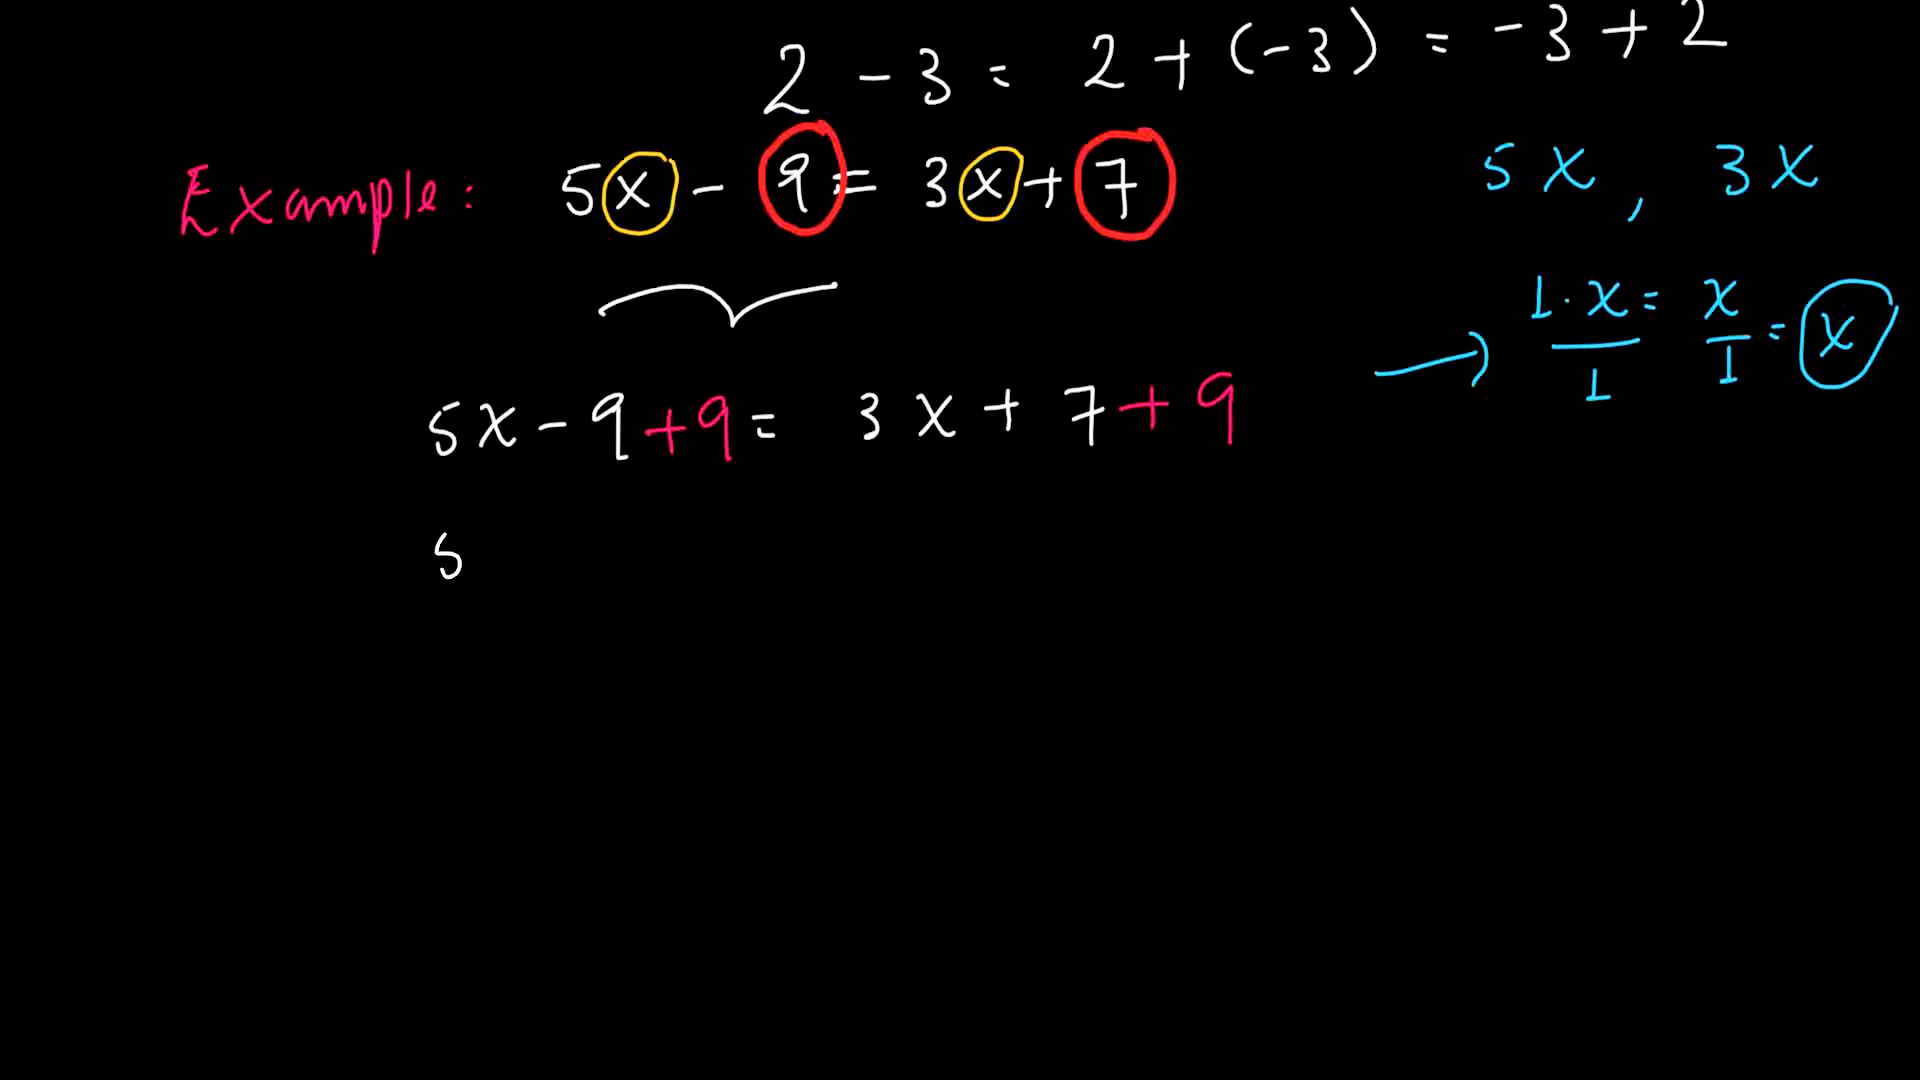 2 - 3 = 2 + (-3) = -3 + 2
Example: 5x - 9 = 3x + 7
5x, 3x
1·x/1 = x/1 = x
5x - 9 + 9 = 3x + 7 + 9
5